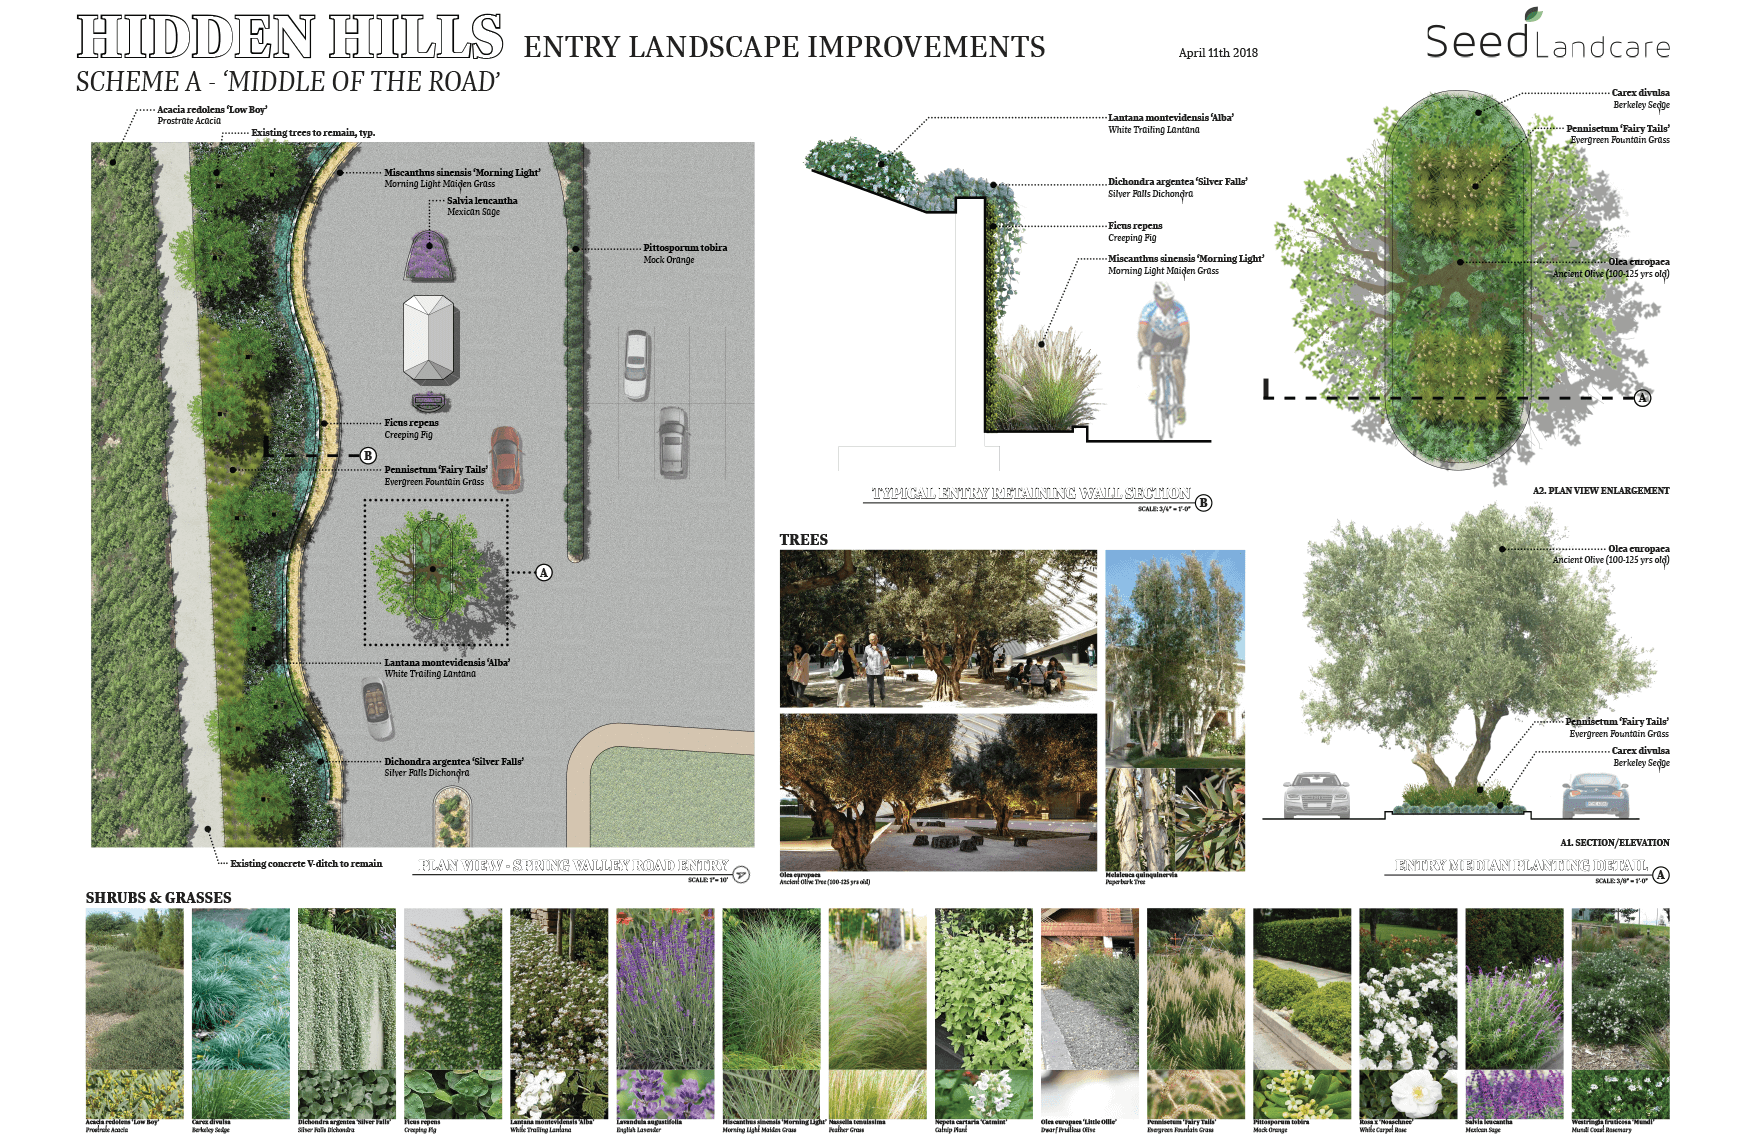 HIDDEN HILLS
ENTRY LANDSCAPE IMPROVEMENTS
April 11th 2018
Seed Landcare
SCHEME A - ‘MIDDLE OF THE ROAD’
Acacia redolens ‘Low Boy’
Prostrate Acacia
Existing trees to remain, typ.
Miscanthus sinensis ‘Morning Light’
Morning Light Maiden Grass
Salvia leucantha
Mexican Sage
Pittosporum tobira
Mock Orange
Ficus repens
Creeping Fig
B
Pennisetum ‘Fairy Tails’
Evergreen Fountain Grass
A
Lantana montevidensis ‘Alba’
White Trailing Lantana
Dichondra argentea ‘Silver Falls’
Silver Falls Dichondra
Existing concrete V-ditch to remain
PLAN VIEW - SPRING VALLEY ROAD ENTRY
SCALE: 1" = 10'
Lantana montevidensis ‘Alba’
White Trailing Lantana
Dichondra argentea ‘Silver Falls’
Silver Falls Dichondra
Ficus repens
Creeping Fig
Miscanthus sinensis ‘Morning Light’
Morning Light Maiden Grass
TYPICAL ENTRY RETAINING WALL SECTION
B
SCALE: 3/4" = 1'-0"
Carex divulsa
Berkeley Sedge
Pennisetum ‘Fairy Tails’
Evergreen Fountain Grass
Olea europaea
Ancient Olive (100-125 yrs old)
A
A2. PLAN VIEW ENLARGEMENT
Olea europaea
Ancient Olive (100-125 yrs old)
Pennisetum ‘Fairy Tails’
Evergreen Fountain Grass
Carex divulsa
Berkeley Sedge
A1. SECTION/ELEVATION
ENTRY MEDIAN PLANTING DETAIL
A
SCALE: 3/8" = 1'-0"
TREES
Olea europaea
Ancient Olive Tree (100-125 yrs old)
Melaleuca quinquinervia
Paperbark Tree
SHRUBS & GRASSES
Acacia redolens ‘Low Boy’
Prostrate Acacia
Carex divulsa
Berkeley Sedge
Dichondra argentea ‘Silver Falls’
Silver Falls Dichondra
Ficus repens
Creeping Fig
Lantana montevidensis ‘Alba’
White Trailing Lantana
Lavandula augustifolia
English Lavender
Miscanthus sinensis ‘Morning Light’
Morning Light Maiden Grass
Nassella tenuissima
Feather Grass
Nepeta cartaria ‘Catmint’
Catnip Plant
Olea europaea ‘Little Ollie’
Dwarf Fruitless Olive
Pennisetum ‘Fairy Tails’
Evergreen Fountain Grass
Pittosporum tobira
Mock Orange
Rosa x ‘Noaschnee’
White Carpet Rose
Salvia leucantha
Mexican Sage
Westringia fruticosa ‘Mundi’
Mundi Coast Rosemary